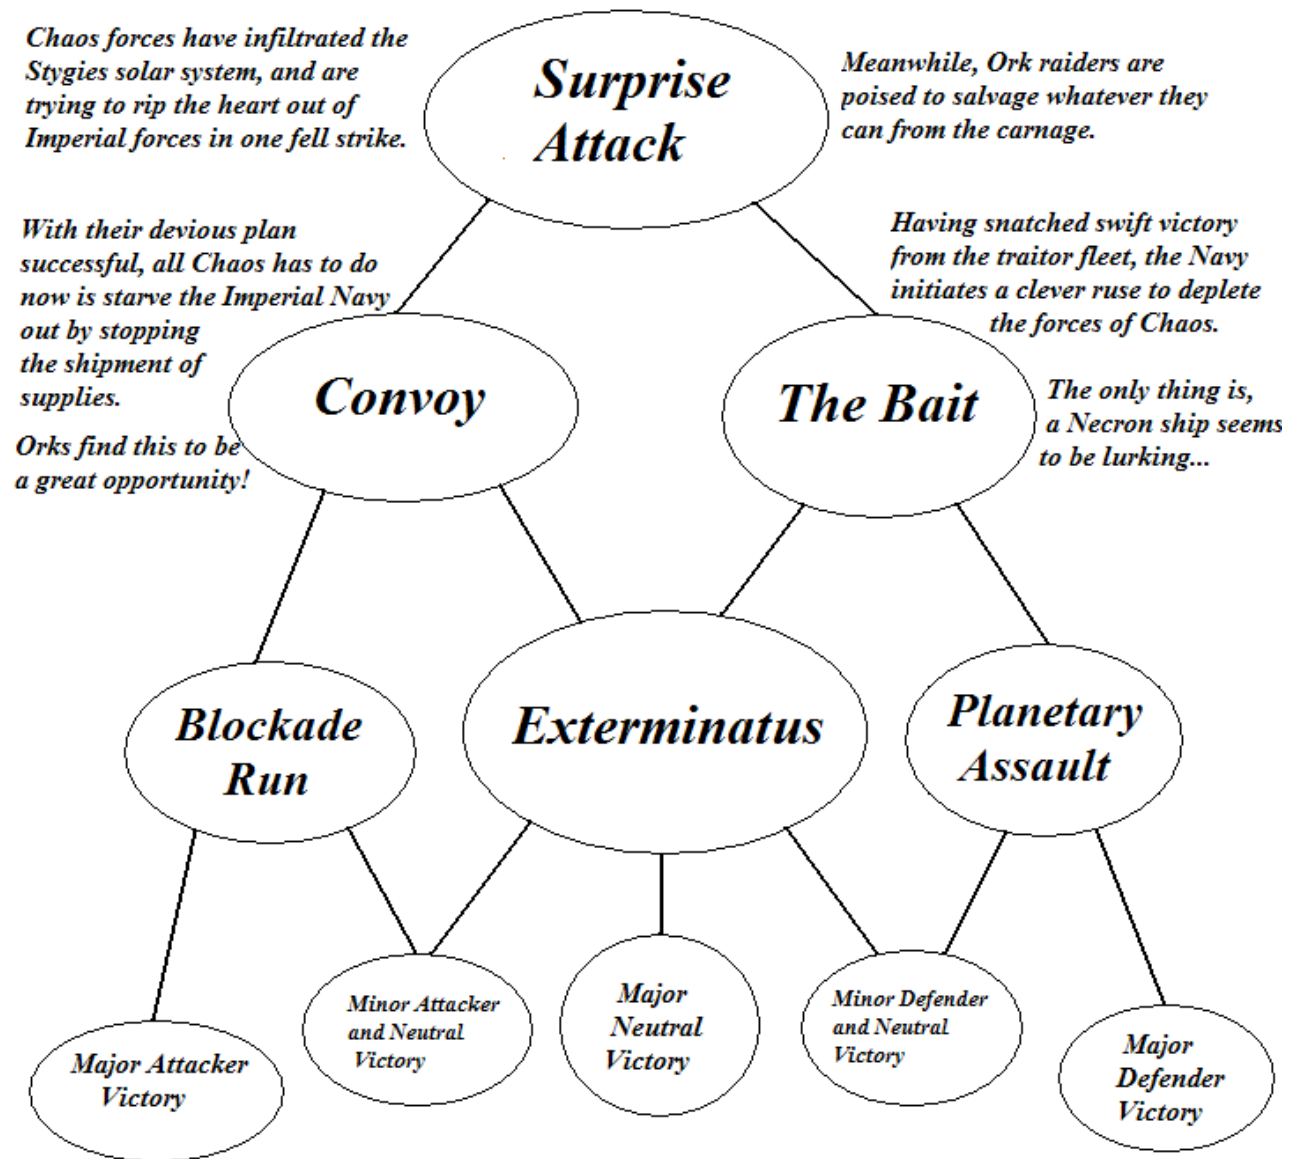 Chaos forces have infiltrated the
Stygies solar system, and are
trying to rip the heart out of
Imperial forces in one fell strike.
Surprise
Attack
Meanwhile, Ork raiders are
poised to salvage whatever they
can from the carnage.
With their devious plan
successful, all Chaos has to do
now is starve the Imperial Navy
out by stopping
the shipment of
supplies.
Orks find this to be
a great opportunity!
Convoy
Having snatched swift victory
from the traitor fleet, the Navy
initiates a clever ruse to deplete
the forces of Chaos.
The Bait
The only thing is,
a Necron ship seems
to be lurking...
Blockade
Run
Exterminatus
Planetary
Assault
Major Attacker
Victory
Minor Attacker
and Neutral
Victory
Major
Neutral
Victory
Minor Defender
and Neutral
Victory
Major
Defender
Victory